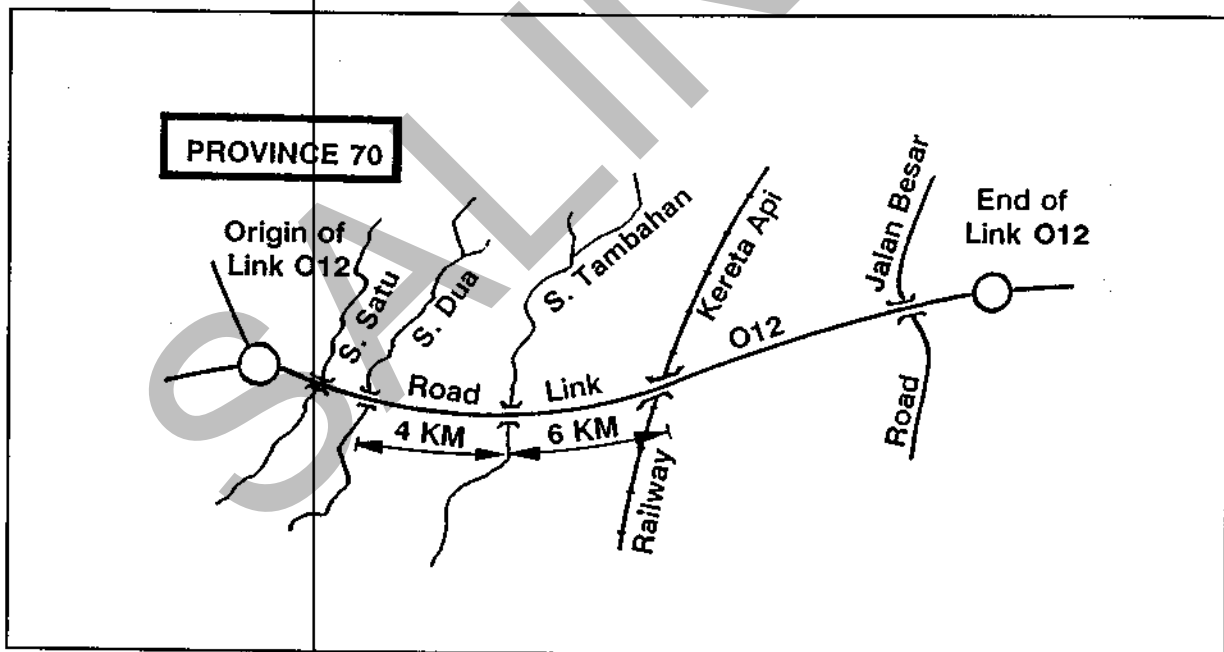 PROVINCE 70
Origin of
Link O12
S. Satu
S. Dua
S. Tambahan
Kereta Api
Jalan Besar
End of
Link O12
O12
Road
Link
4 KM
6 KM
Railway
Road